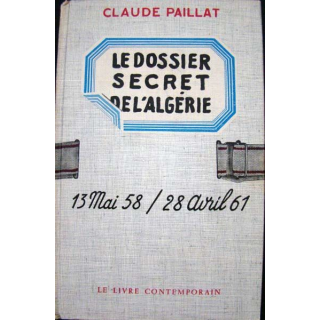 CLAUDE PAILLAT
LE DOSSIER
SECRET
DE L'ALGÉRIE
13 Mai 58 / 28 avril 61
LE LIVRE CONTEMPORAIN